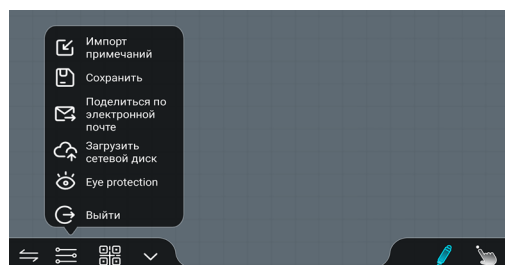 Импорт
примечаний
Сохранить
Поделиться по
электронной
почте
Загрузить
сетевой диск
Eye protection
Выйти